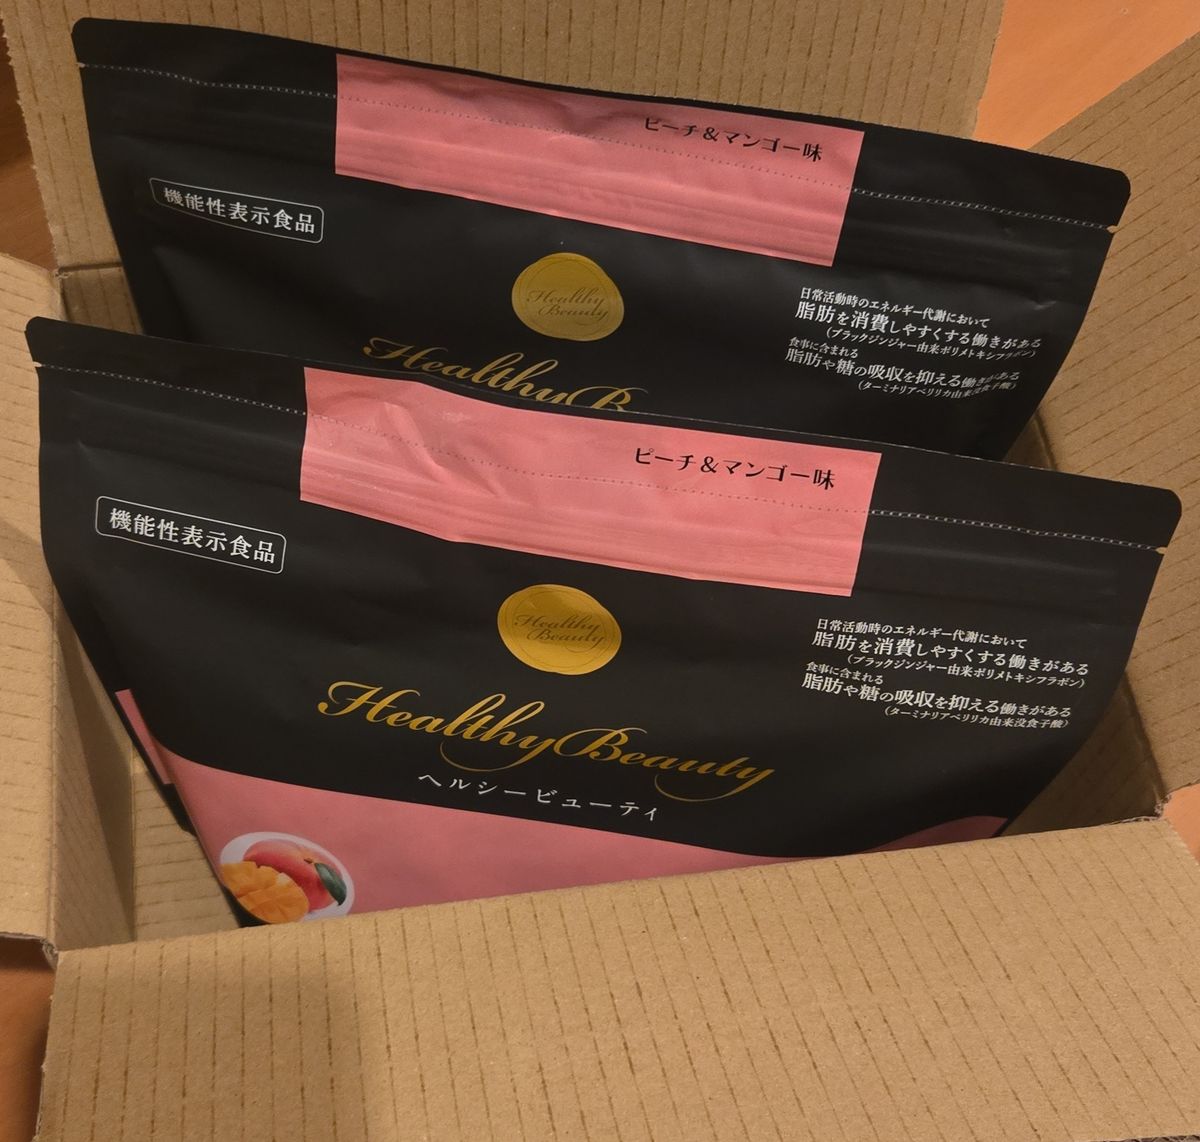 ピーチ＆マンゴー味
機能性表示食品
Healthy
Beauty
日常活動時のエネルギー代謝において
脂肪を消費しやすくする働きがある
（ブラックジンジャー由来ポリメトキシフラボン）
食事に含まれる
脂肪や糖の吸収を抑える働きがある
（ターミナリアベリリカ由来没食子酸）
Healthy B
ピーチ＆マンゴー味
機能性表示食品
Healthy
Beauty
日常活動時のエネルギー代謝において
脂肪を消費しやすくする働きがある
（ブラックジンジャー由来ポリメトキシフラボン）
食事に含まれる
脂肪や糖の吸収を抑える働きがある
（ターミナリアベリリカ由来没食子酸）
Healthy Beauty
ヘルシービューティ